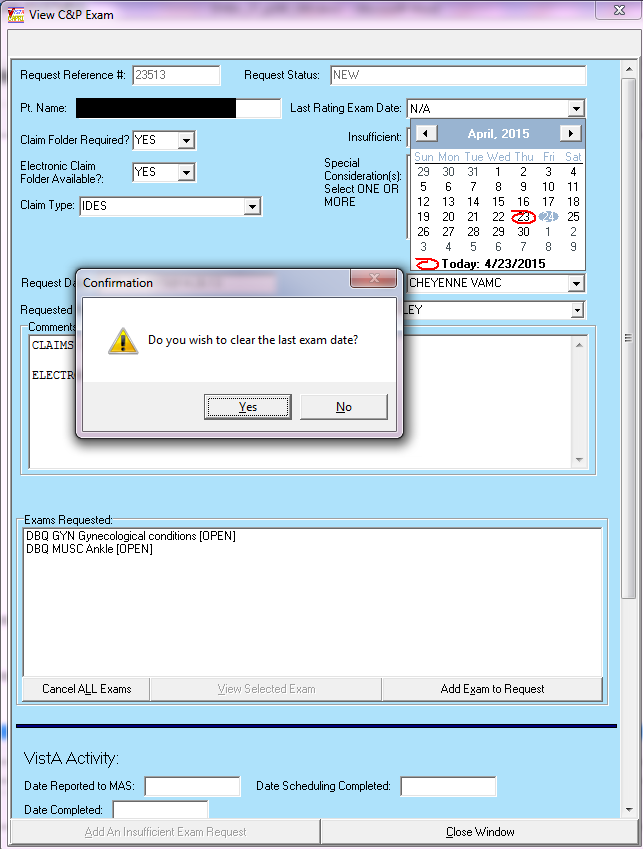 View C&P Exam
Request Reference #: 23513 Request Status: NEW
Pt. Name: Last Rating Exam Date: N/A
Claim Folder Required? YES Insufficient:
Electronic Claim
Folder Available?: YES
Special
Consideration(s):
Select ONE OR
MORE
Claim Type: IDES
April, 2015
Sun Mon Tue Wed Thu Fri Sat
29 30 31 1 2 3 4
5 6 7 8 9 10 11
12 13 14 15 16 17 18
19 20 21 22 23 24 25
26 27 28 29 30 1 2
3 4 5 6 7 8 9
Today: 4/23/2015
Request Da CHEYENNE VAMC
Requested LEY
Comments
CLAIMS
ELECTR
Confirmation
Do you wish to clear the last exam date?
Yes No
Exams Requested:
DBQ GYN Gynecological conditions [OPEN]
DBQ MUSC Ankle [OPEN]
Cancel ALL Exams View Selected Exam Add Exam to Request
VistA Activity:
Date Reported to MAS: Date Scheduling Completed:
Date Completed:
Add An Insufficient Exam Request Close Window